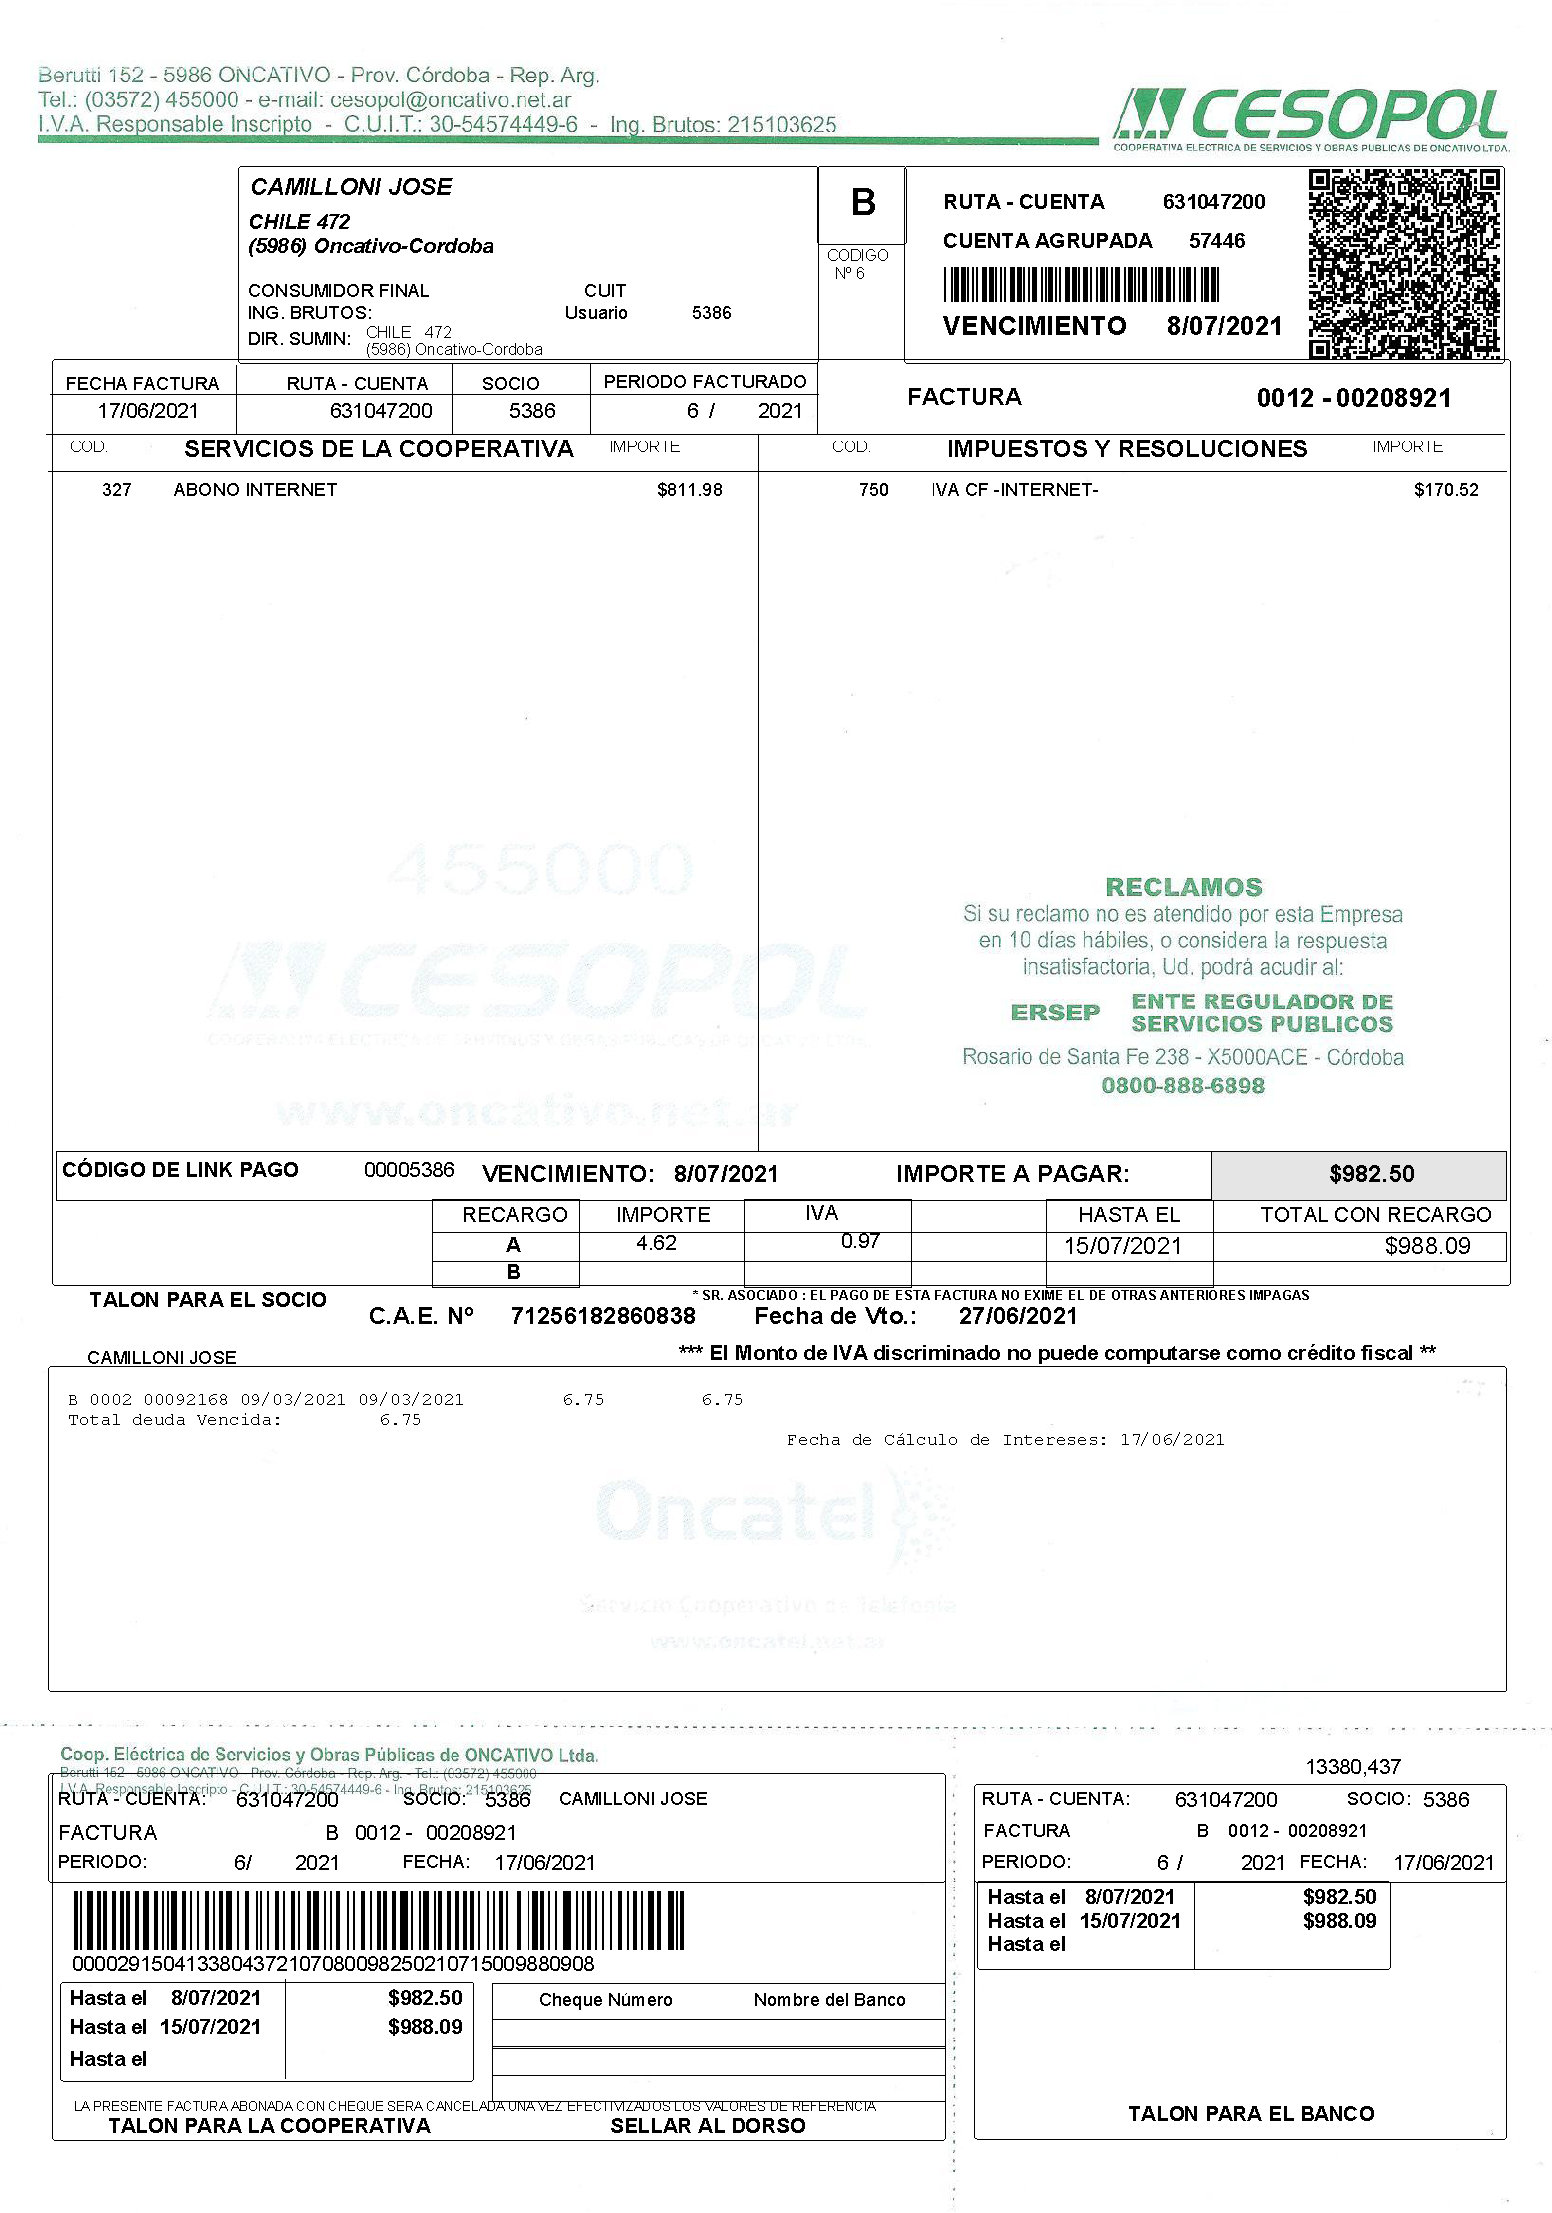 Berutti 152 - 5986 ONCATIVO - Prov. Córdoba - Rep. Arg.
Tel.: (03572) 455000 - e-mail: cesopol@oncativo.net.ar
I.V.A. Responsable Inscripto - C.U.I.T.: 30-54574449-6 - Ing. Brutos: 215103625
CESOPOL
COOPERATIVA ELECTRICA DE SERVICIOS Y OBRAS PUBLICAS DE ONCATIVO LTDA.
CAMILLONI JOSE
CHILE 472
(5986) Oncativo-Cordoba
CONSUMIDOR FINAL CUIT
ING. BRUTOS: Usuario 5386
DIR. SUMIN: CHILE 472
(5986) Oncativo-Cordoba
B
CODIGO
Nº 6
RUTA - CUENTA 631047200
CUENTA AGRUPADA 57446
VENCIMIENTO 8/07/2021
FECHA FACTURA RUTA - CUENTA SOCIO PERIODO FACTURADO
17/06/2021 631047200 5386 6 / 2021
FACTURA 0012 - 00208921
COD. SERVICIOS DE LA COOPERATIVA IMPORTE COD. IMPUESTOS Y RESOLUCIONES IMPORTE
327 ABONO INTERNET $811.98 750 IVA CF -INTERNET- $170.52
455000
CESOPOL
COOPERATIVA ELECTRICA DE SERVICIOS Y OBRAS PUBLICAS DE ONCATIVO LTDA.
www.oncativo.net.ar
RECLAMOS
Si su reclamo no es atendido por esta Empresa
en 10 días hábiles, o considera la respuesta
insatisfactoria, Ud. podrá acudir al:
ERSEP ENTE REGULADOR DE
SERVICIOS PUBLICOS
Rosario de Santa Fe 238 - X5000ACE - Córdoba
0800-888-6898
CÓDIGO DE LINK PAGO 00005386 VENCIMIENTO: 8/07/2021 IMPORTE A PAGAR: $982.50
RECARGO IMPORTE IVA HASTA EL TOTAL CON RECARGO
A 4.62 0.97 15/07/2021 $988.09
B
TALON PARA EL SOCIO
* SR. ASOCIADO : EL PAGO DE ESTA FACTURA NO EXIME EL DE OTRAS ANTERIORES IMPAGAS
C.A.E. Nº 71256182860838 Fecha de Vto.: 27/06/2021
CAMILLONI JOSE
*** El Monto de IVA discriminado no puede computarse como crédito fiscal **
B 0002 00092168 09/03/2021 09/03/2021 6.75 6.75
Total deuda Vencida: 6.75
Fecha de Cálculo de Intereses: 17/06/2021
Oncatel
Servicio Cooperativo de Telefonía
www.oncatel.net.ar
Coop. Eléctrica de Servicios y Obras Públicas de ONCATIVO Ltda.
Berutti 152 - 5986 ONCATIVO - Prov. Córdoba - Rep. Arg. - Tel.: (03572) 455000
I.V.A. Responsable Inscripto - C.U.I.T.: 30-54574449-6 - Ing. Brutos: 215103625
RUTA - CUENTA: 631047200 SOCIO: 5386 CAMILLONI JOSE
FACTURA B 0012 - 00208921
PERIODO: 6/ 2021 FECHA: 17/06/2021
0000291504133804372107080098250210715009880908
Hasta el 8/07/2021 $982.50
Hasta el 15/07/2021 $988.09
Hasta el
Cheque Número Nombre del Banco
LA PRESENTE FACTURA ABONADA CON CHEQUE SERA CANCELADA UNA VEZ EFECTIVIZADOS LOS VALORES DE REFERENCIA
TALON PARA LA COOPERATIVA SELLAR AL DORSO
13380,437
RUTA - CUENTA: 631047200 SOCIO: 5386
FACTURA B 0012 - 00208921
PERIODO: 6 / 2021 FECHA: 17/06/2021
Hasta el 8/07/2021 $982.50
Hasta el 15/07/2021 $988.09
Hasta el
TALON PARA EL BANCO